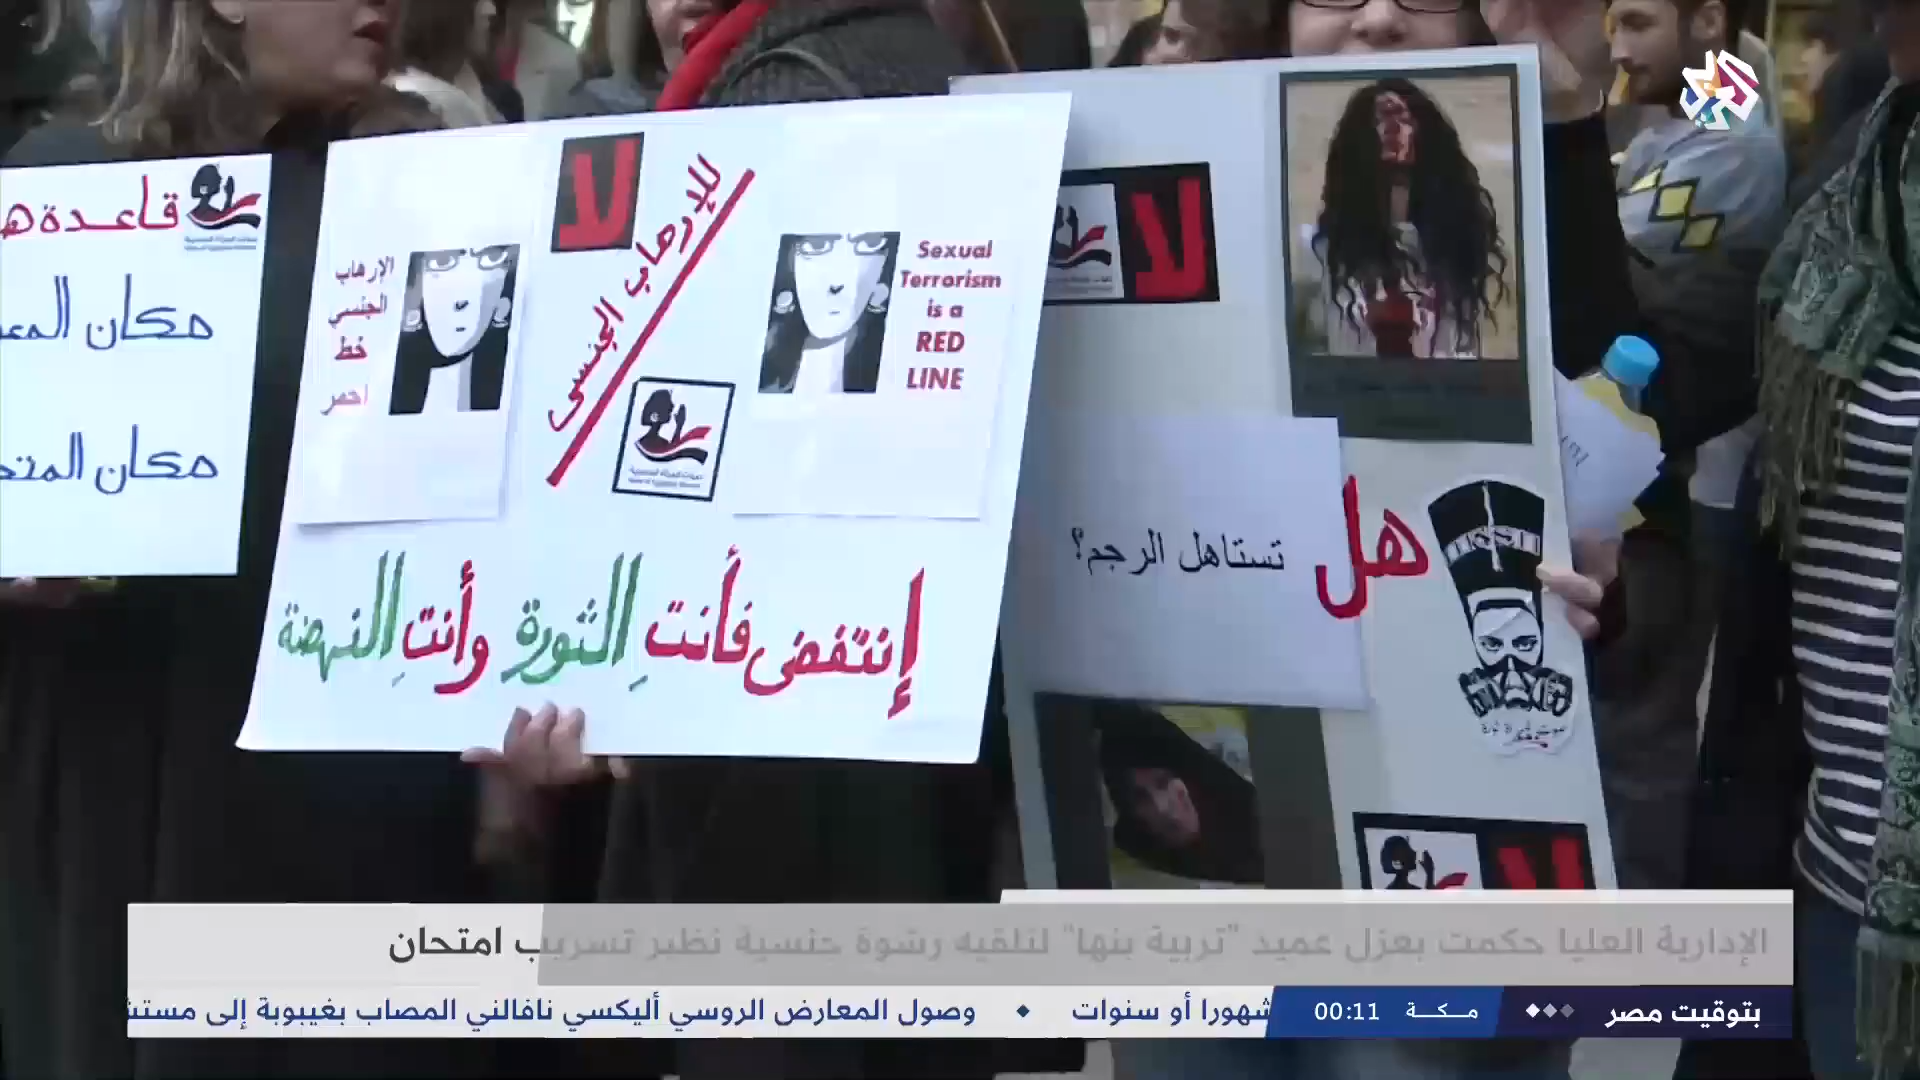 قاعدة
مكان
مكان
الإرهاب
الجنسي
خط
احمر
لا
للإرهاب الجنسى
Sexual
Terrorism
is a
RED
LINE
إنتفضى فأنتِ الثورة وأنتِ النهضة
لا
هل
تستاهل الرجم؟
لا
الإدارية العليا حكمت بعزل عميد "تربية بنها" لتلقيه رشوة جنسية نظير تسريب امتحان
بتوقيت مصر
مكة
00:11
شهورا أو سنوات
وصول المعارض الروسي أليكسي نافالني المصاب بغيبوبة إلى